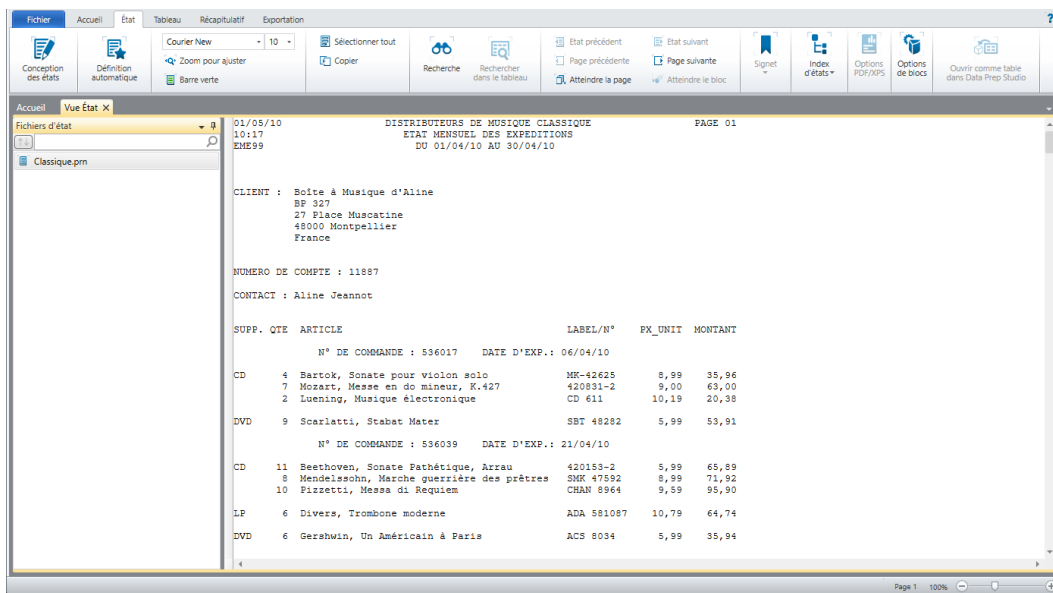 Fichier Accueil État Tableau Récapitulatif Exportation ?
Conception des états
Définition automatique
Courier New 10
Zoom pour ajuster
Barre verte
Sélectionner tout
Copier
Recherche
Rechercher dans le tableau
Etat précédent
Page précédente
Atteindre la page
Etat suivant
Page suivante
Atteindre le bloc
Signet
Index d'états
Options PDF/XPS
Options de blocs
Ouvrir comme table dans Data Prep Studio
Accueil Vue État X
Fichiers d'état
Classique.prn
01/05/10 DISTRIBUTEURS DE MUSIQUE CLASSIQUE PAGE 01
10:17 ETAT MENSUEL DES EXPEDITIONS
EME99 DU 01/04/10 AU 30/04/10
CLIENT : Boîte à Musique d'Aline
BP 327
27 Place Muscatine
48000 Montpellier
France
NUMERO DE COMPTE : 11887
CONTACT : Aline Jeannot
SUPP. QTE ARTICLE LABEL/N° PX_UNIT MONTANT
N° DE COMMANDE : 536017 DATE D'EXP.: 06/04/10
CD 4 Bartok, Sonate pour violon solo MK-42625 8,99 35,96
7 Mozart, Messe en do mineur, K.427 420831-2 9,00 63,00
2 Luening, Musique électronique CD 611 10,19 20,38
DVD 9 Scarlatti, Stabat Mater SBT 48282 5,99 53,91
N° DE COMMANDE : 536039 DATE D'EXP.: 21/04/10
CD 11 Beethoven, Sonate Pathétique, Arrau 420153-2 5,99 65,89
8 Mendelssohn, Marche guerrière des prêtres SMK 47592 8,99 71,92
10 Pizzetti, Messa di Requiem CHAN 8964 9,59 95,90
LP 6 Divers, Trombone moderne ADA 581087 10,79 64,74
DVD 6 Gershwin, Un Américain à Paris ACS 8034 5,99 35,94
Page 1 100%